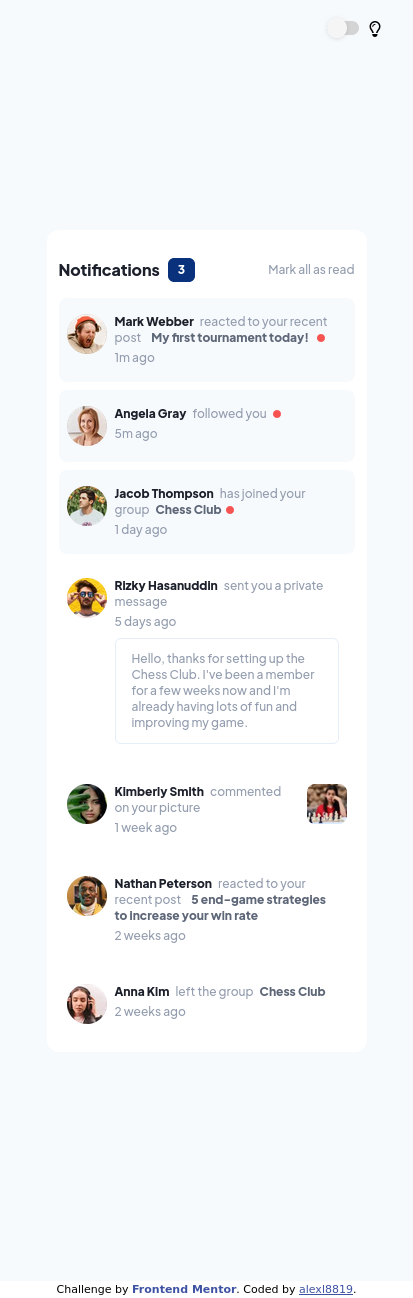 Notifications 3 Mark all as read
Mark Webber reacted to your recent
post My first tournament today!
1m ago
Angela Gray followed you
5m ago
Jacob Thompson has joined your
group Chess Club
1 day ago
Rizky Hasanuddin sent you a private
message
5 days ago
Hello, thanks for setting up the
Chess Club. I've been a member
for a few weeks now and I'm
already having lots of fun and
improving my game.
Kimberly Smith commented
on your picture
1 week ago
Nathan Peterson reacted to your
recent post 5 end-game strategies
to increase your win rate
2 weeks ago
Anna Kim left the group Chess Club
2 weeks ago
Challenge by Frontend Mentor. Coded by alexl8819.